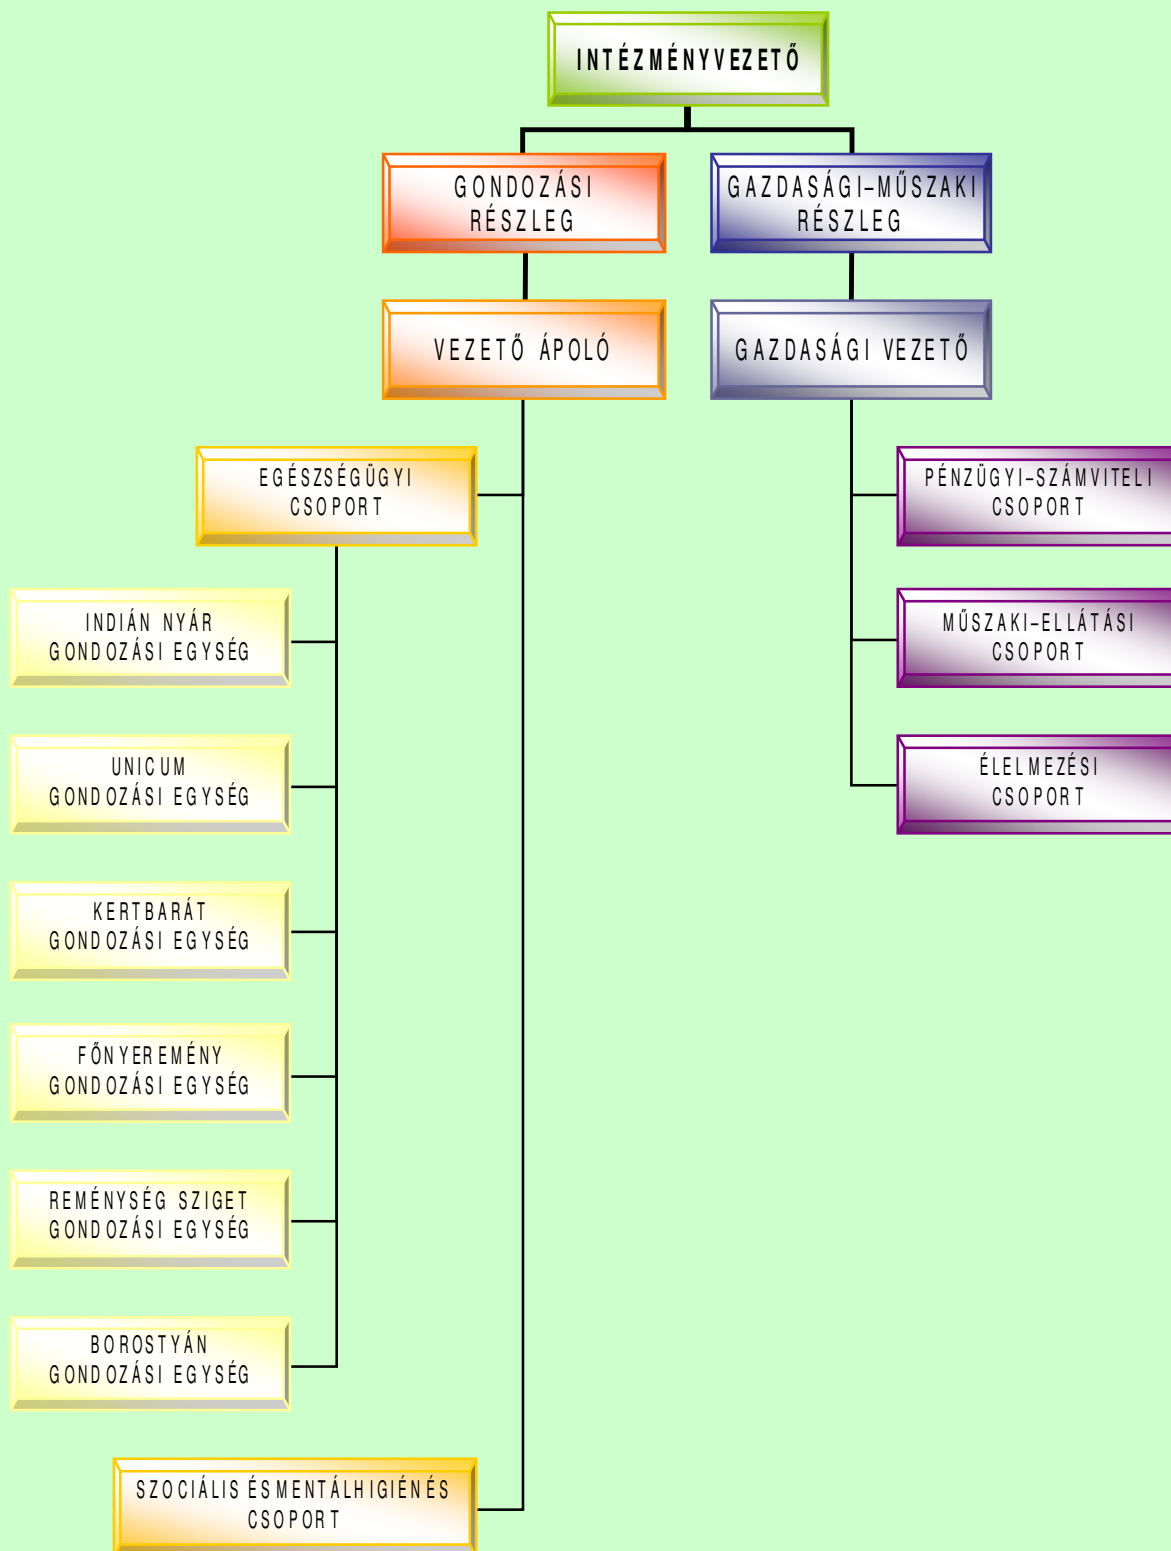 INTÉZMÉNYVEZETŐ
GONDOZÁSI
RÉSZLEG
GAZDASÁGI-MŰSZAKI
RÉSZLEG
VEZETŐ ÁPOLÓ
GAZDASÁGI VEZETŐ
EGÉSZSÉGÜGYI
CSOPORT
PÉNZÜGYI-SZÁMVITELI
CSOPORT
INDIÁN NYÁR
GONDOZÁSI EGYSÉG
MŰSZAKI-ELLÁTÁSI
CSOPORT
UNICUM
GONDOZÁSI EGYSÉG
ÉLELMEZÉSI
CSOPORT
KERTBARÁT
GONDOZÁSI EGYSÉG
FŐNYEREMÉNY
GONDOZÁSI EGYSÉG
REMÉNYSÉG SZIGET
GONDOZÁSI EGYSÉG
BOROSTYÁN
GONDOZÁSI EGYSÉG
SZOCIÁLIS ÉS MENTÁLHIGIÉNÉS
CSOPORT